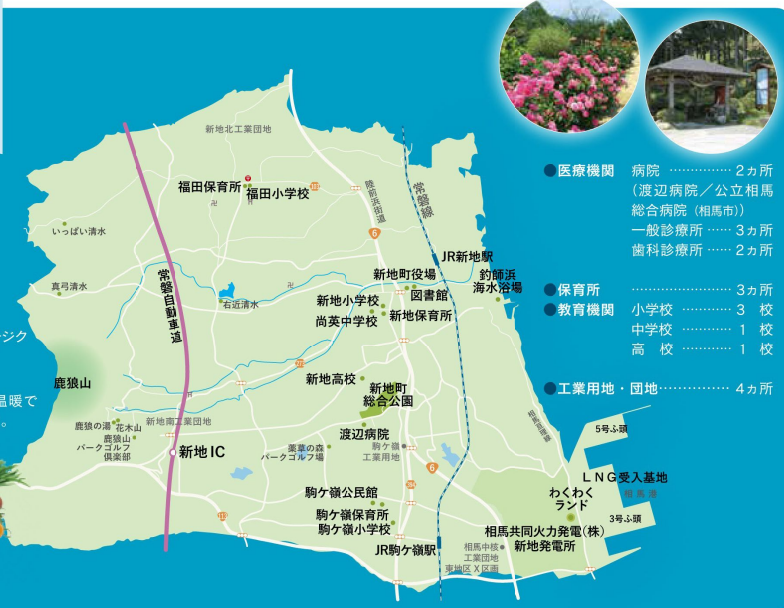 新地北工業団地
福田保育所
福田小学校
113
陸前浜街道
常磐線
6
いっぱい清水
真弓清水
右近清水
常磐自動車道
JR新地駅
釣師浜
海水浴場
新地町役場
図書館
新地小学校
尚英中学校
新地保育所
ーシク
鹿狼山
温暖で
。
新地高校
新地町
総合公園
鹿狼の湯
花木山
鹿狼山
パークゴルフ
倶楽部
新地南工業団地
新地IC
渡辺病院
薬草の森
パークゴルフ場
駒ケ嶺
工業用地
6
相馬亘理線
5号ふ頭
LNG受入基地
相馬港
わくわく
ランド
3号ふ頭
駒ケ嶺公民館
駒ケ嶺保育所
駒ケ嶺小学校
JR駒ケ嶺駅
相馬共同火力発電(株)
新地発電所
相馬中核
工業団地
東地区X区画
113
●医療機関 病院 …………… 2ヵ所
(渡辺病院/公立相馬
総合病院(相馬市))
一般診療所 …… 3ヵ所
歯科診療所 …… 2ヵ所
●保育所 …………… 3ヵ所
●教育機関 小学校 ………… 3 校
中学校 ………… 1 校
高 校 ………… 1 校
●工業用地・団地…………… 4ヵ所